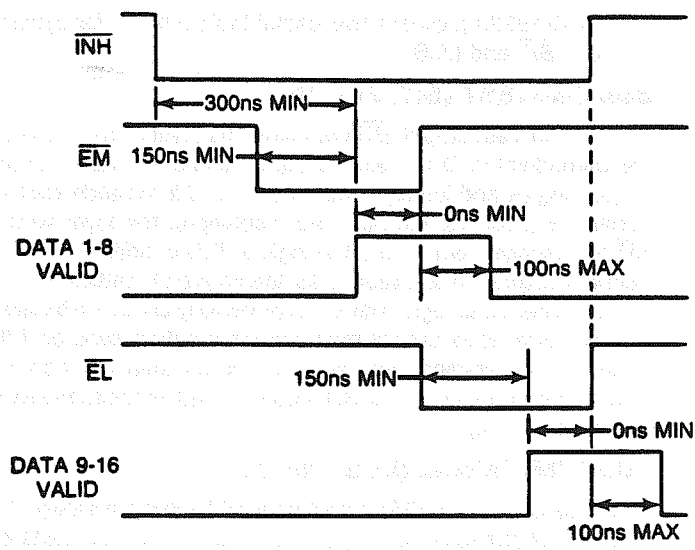 INH
300ns MIN
EM
150ns MIN
0ns MIN
DATA 1-8
VALID
100ns MAX
EL
150ns MIN
0ns MIN
DATA 9-16
VALID
100ns MAX